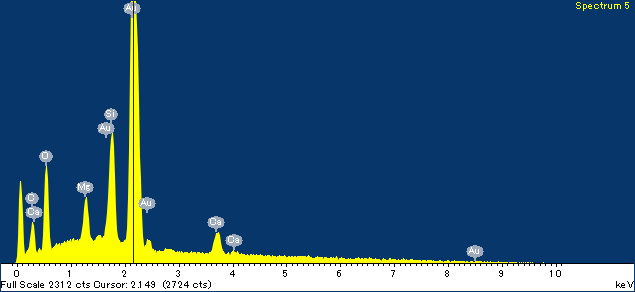 Spectrum 5
Au
Si
Au
O
Mg
C
Ca
Au
Ca
Ca
Au
0 1 2 3 4 5 6 7 8 9 10
Full Scale 2312 cts Cursor: 2.149 (2724 cts) keV